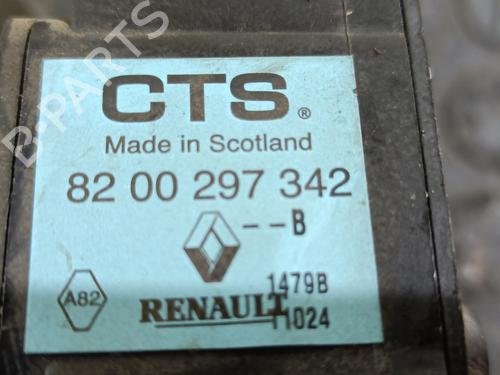 CTS®
Made in Scotland
82 00 297 342
--B
1479B
A82
RENAULT
11024
B-PARTS